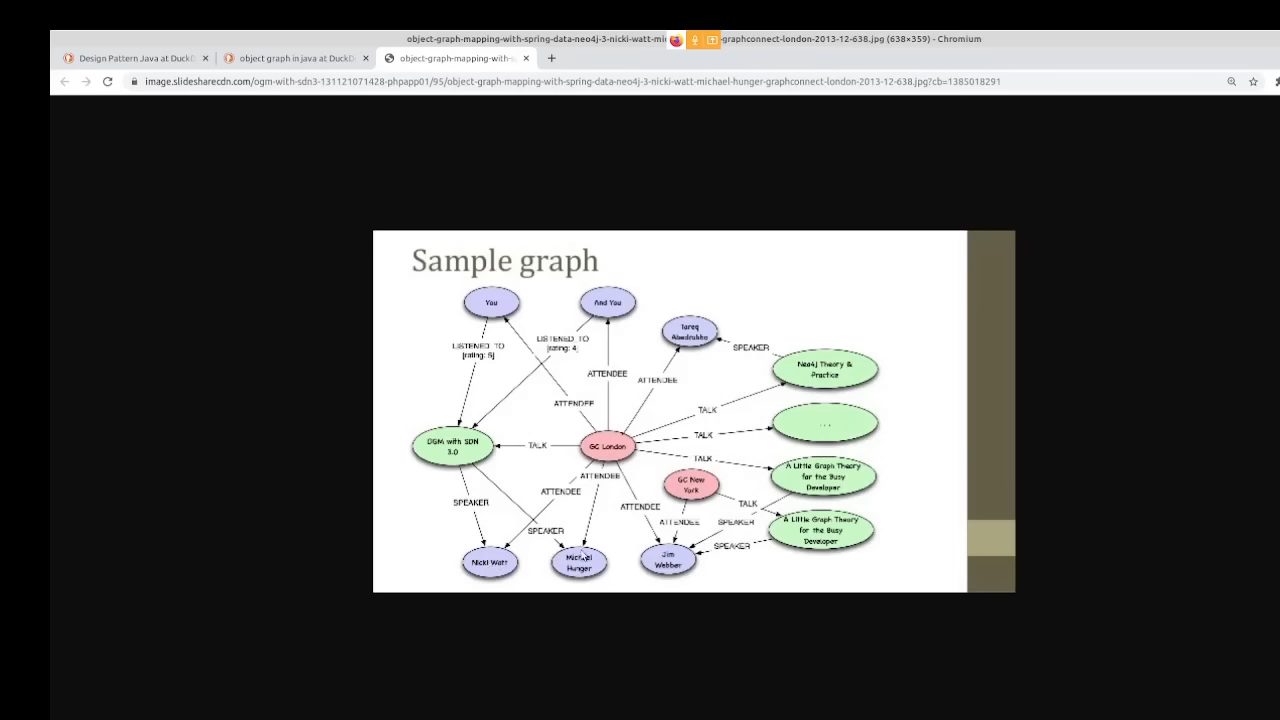 object-graph-mapping-with-spring-data-neo4j-3-nicki-watt-mi graphconnect-london-2013-12-638.jpg (638×359) - Chromium
Design Pattern Java at DuckD
object graph in java at DuckD
object-graph-mapping-with-s
image.slidesharecdn.com/ogm-with-sdn3-131121071428-phpapp01/95/object-graph-mapping-with-spring-data-neo4j-3-nicki-watt-michael-hunger-graphconnect-london-2013-12-638.jpg?cb=1385018291
Sample graph
You
And You
Tareq
LISTENED_TO
[rating: 5]
LISTENED_TO
[rating: 4]
SPEAKER
Neo4j Theory &
Practice
ATTENDEE
ATTENDEE
ATTENDEE
TALK
. . .
TALK
OGM with SDN
3.0
TALK
GC London
TALK
A Little Graph Theory
for the Busy
Developer
ATTENDEE
GC New
York
ATTENDEE
SPEAKER
ATTENDEE
TALK
ATTENDEE
SPEAKER
A Little Graph Theory
for the Busy
Developer
SPEAKER
SPEAKER
Nicki Watt
Michael
Hunger
Jim
Webber